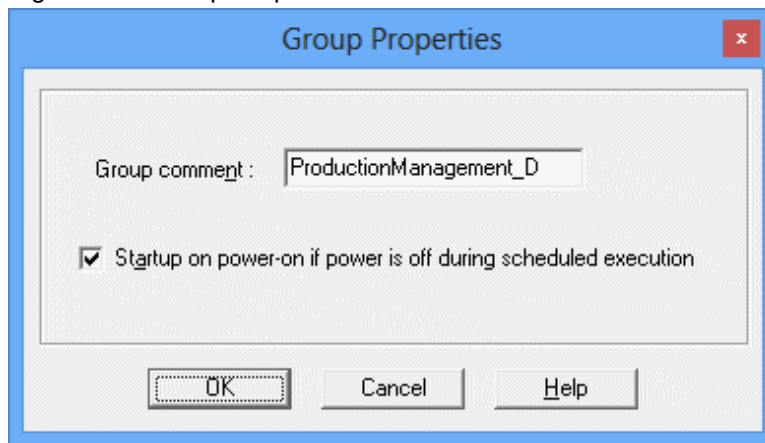 Group Properties
x
Group comment :
ProductionManagement_D
Startup on power-on if power is off during scheduled execution
OK
Cancel
Help